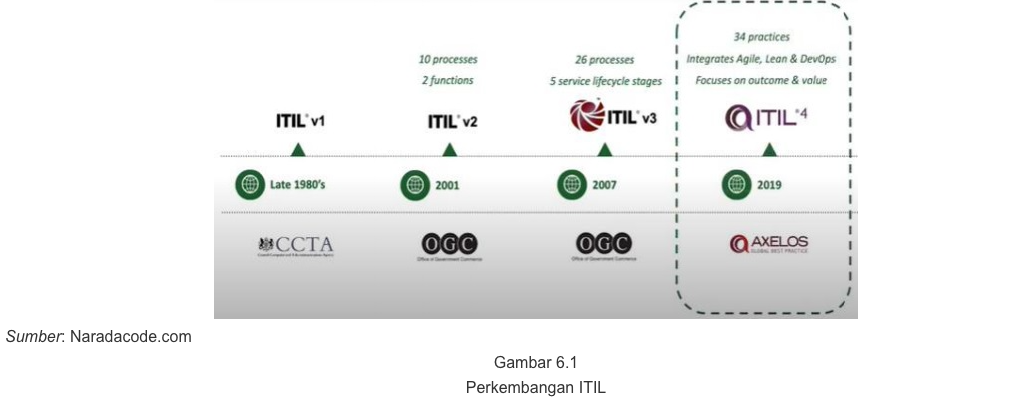 34 practices
10 processes 26 processes Integrates Agile, Lean & DevOps
2 functions 5 service lifecycle stages Focuses on outcome & value
ITIL® v1 ITIL® v2 ITIL® v3 ITIL®4
Late 1980's 2001 2007 2019
CCTA OGC OGC AXELOS
Office of Government Commerce Office of Government Commerce GLOBAL BEST PRACTICE
Sumber: Naradacode.com
Gambar 6.1
Perkembangan ITIL